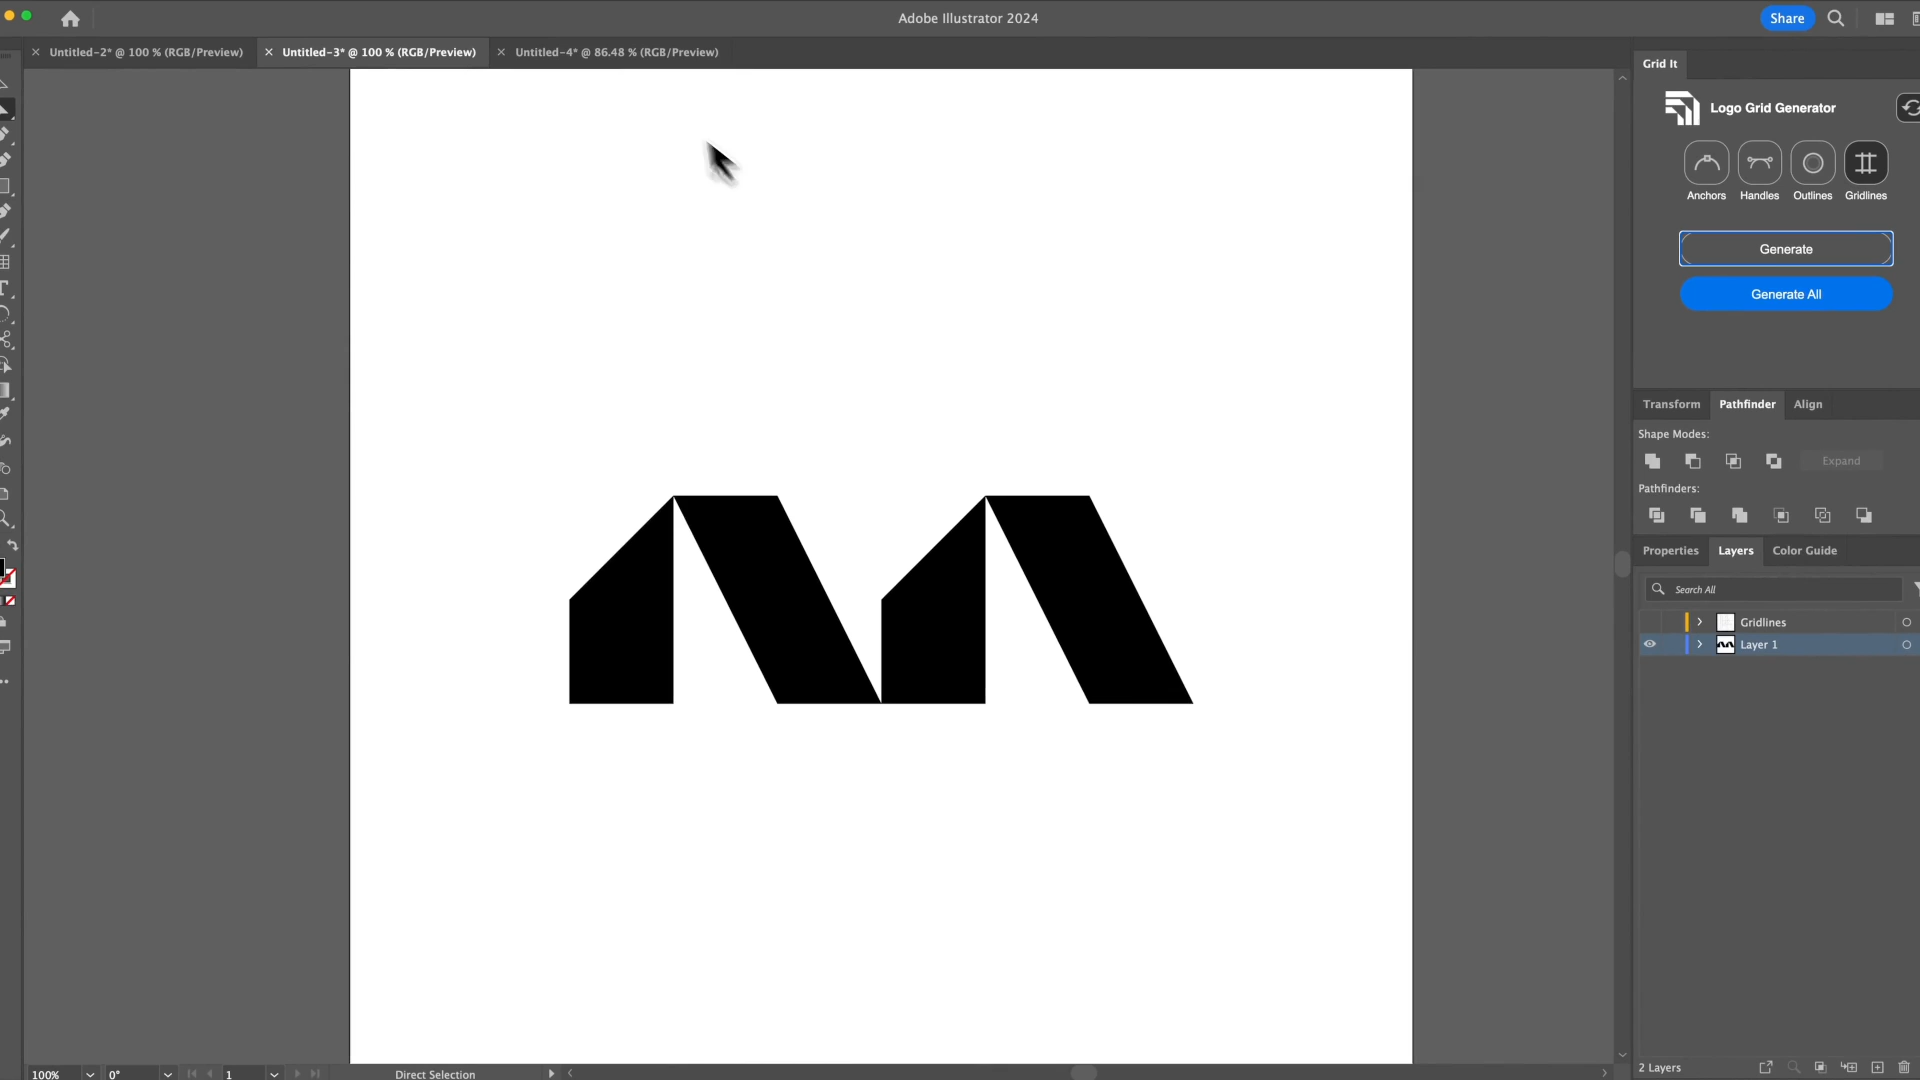 Adobe Illustrator 2024
Share
Untitled-2* @ 100 % (RGB/Preview)
Untitled-3* @ 100 % (RGB/Preview)
Untitled-4* @ 86.48 % (RGB/Preview)
Grid It
Logo Grid Generator
Anchors Handles Outlines Gridlines
Generate
Generate All
Transform Pathfinder Align
Shape Modes:
Expand
Pathfinders:
Properties Layers Color Guide
Search All
Gridlines
Layer 1
2 Layers
100% 0° 1 Direct Selection